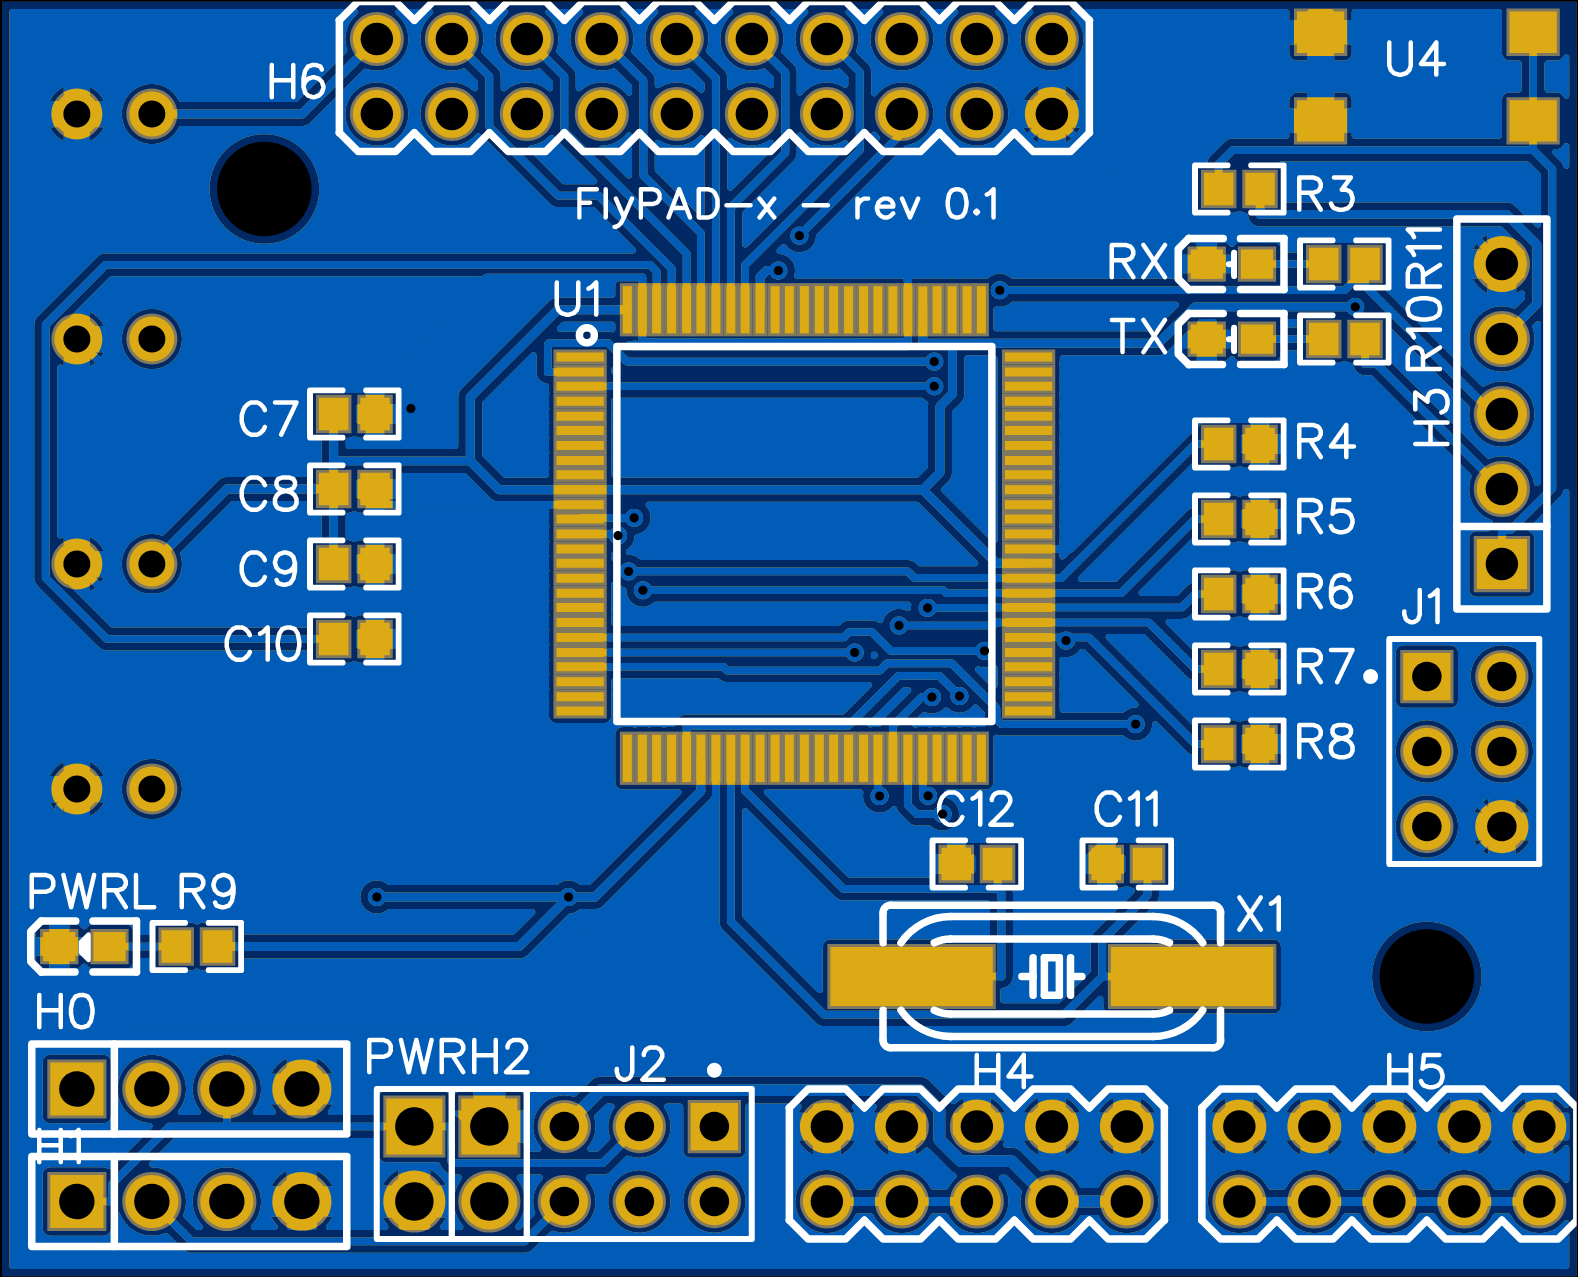 H6
U4
FlyPAD-x - rev 0.1
R3
RX
R11
U1
TX
R10
C7
H3
R4
C8
R5
C9
R6
J1
C10
R7
R8
C12
C11
PWRL
R9
X1
H0
PWRH2
J2
H4
H5
H1